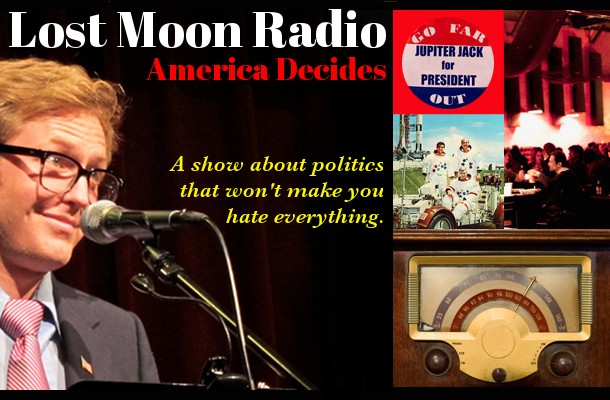 Lost Moon Radio
America Decides
A show about politics
that won't make you
hate everything.
GO FAR
JUPITER JACK
for
PRESIDENT
OUT